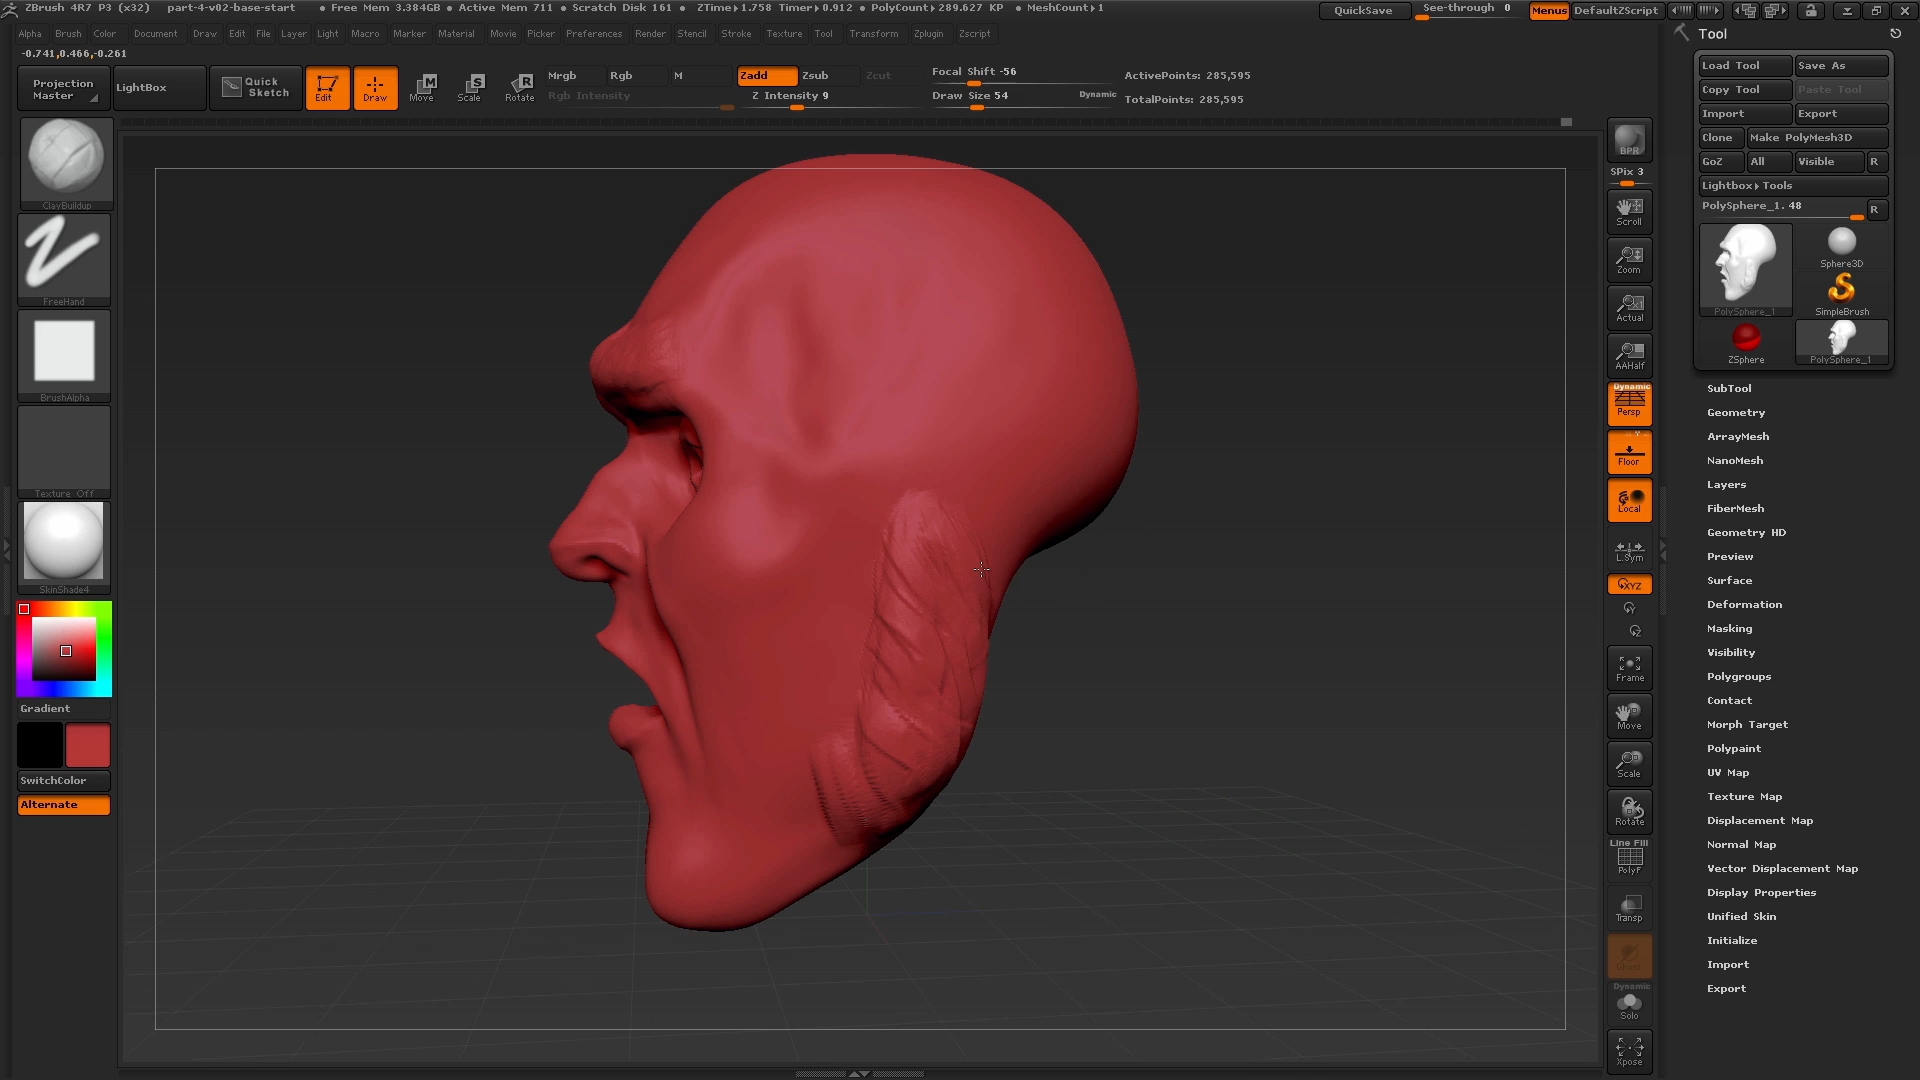 ZBrush 4R7 P3 (x32) part-4-v02-base-start • Free Mem 3.384GB • Active Mem 711 • Scratch Disk 161 • ZTime▸1.758 Timer▸0.912 • PolyCount▸289.627 KP • MeshCount▸1 QuickSave See-through 0 Menus DefaultZScript
Alpha Brush Color Document Draw Edit File Layer Light Macro Marker Material Movie Picker Preferences Render Stencil Stroke Texture Tool Transform Zplugin Zscript
-0.741,0.466,-0.261
Projection Master
LightBox
Quick Sketch
Edit
Draw
Move
Scale
Rotate
Mrgb Rgb M
Rgb Intensity
Zadd Zsub Zcut
Z Intensity 9
Focal Shift -56
Draw Size 54 Dynamic
ActivePoints: 285,595
TotalPoints: 285,595
ClayBuildup
FreeHand
BrushAlpha
Texture Off
SkinShade4
Gradient
SwitchColor
Alternate
BPR
SPix 3
Scroll
Zoom
Actual
AAHalf
Dynamic
Persp
Floor
Local
L.Sym
XYZ
Y
Z
Frame
Move
Scale
Rotate
Line Fill
PolyF
Transp
Ghost
Dynamic
Solo
Xpose
Tool
Load Tool Save As
Copy Tool Paste Tool
Import Export
Clone Make PolyMesh3D
GoZ All Visible R
Lightbox▸Tools
PolySphere_1. 48 R
PolySphere_1
Sphere3D
SimpleBrush
ZSphere
PolySphere_1
SubTool
Geometry
ArrayMesh
NanoMesh
Layers
FiberMesh
Geometry HD
Preview
Surface
Deformation
Masking
Visibility
Polygroups
Contact
Morph Target
Polypaint
UV Map
Texture Map
Displacement Map
Normal Map
Vector Displacement Map
Display Properties
Unified Skin
Initialize
Import
Export